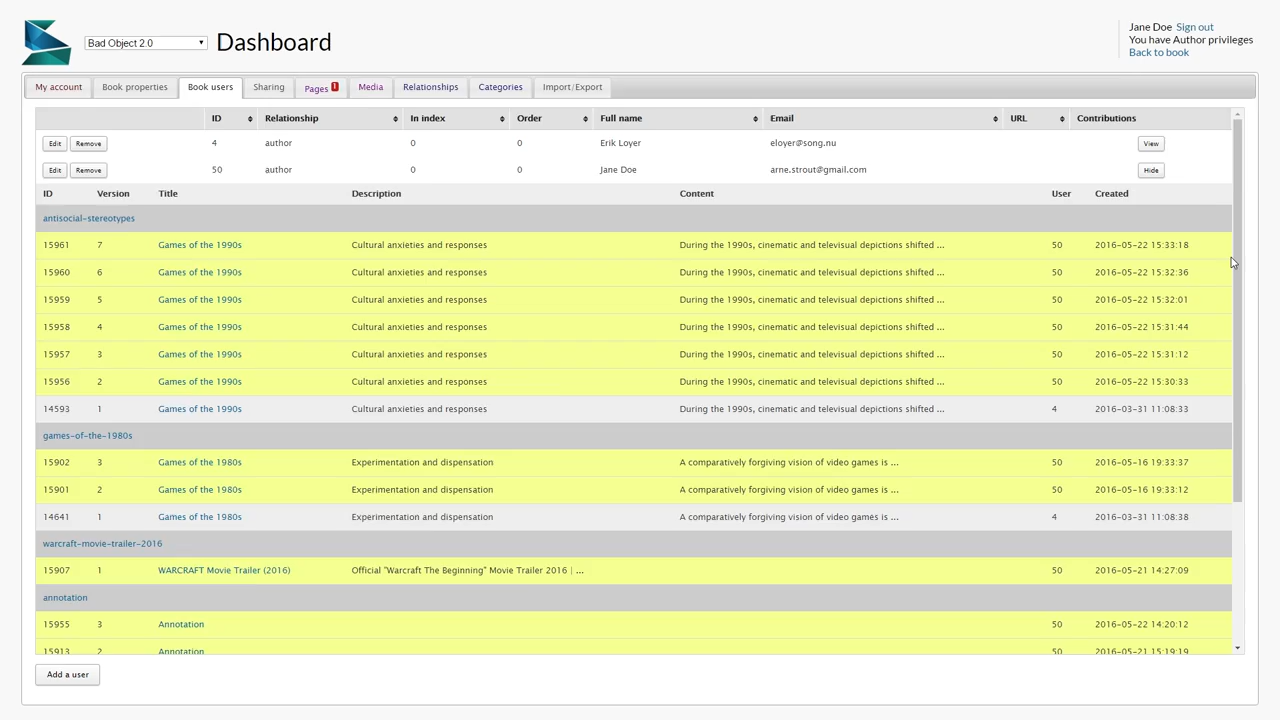 Bad Object 2.0 Dashboard
Jane Doe Sign out
You have Author privileges
Back to book
My account Book properties Book users Sharing Pages 1 Media Relationships Categories Import/Export
ID Relationship In index Order Full name Email URL Contributions
Edit Remove 4 author 0 0 Erik Loyer eloyer@song.nu View
Edit Remove 50 author 0 0 Jane Doe arne.strout@gmail.com Hide
ID Version Title Description Content User Created
antisocial-stereotypes
15961 7 Games of the 1990s Cultural anxieties and responses During the 1990s, cinematic and televisual depictions shifted ... 50 2016-05-22 15:33:18
15960 6 Games of the 1990s Cultural anxieties and responses During the 1990s, cinematic and televisual depictions shifted ... 50 2016-05-22 15:32:36
15959 5 Games of the 1990s Cultural anxieties and responses During the 1990s, cinematic and televisual depictions shifted ... 50 2016-05-22 15:32:01
15958 4 Games of the 1990s Cultural anxieties and responses During the 1990s, cinematic and televisual depictions shifted ... 50 2016-05-22 15:31:44
15957 3 Games of the 1990s Cultural anxieties and responses During the 1990s, cinematic and televisual depictions shifted ... 50 2016-05-22 15:31:12
15956 2 Games of the 1990s Cultural anxieties and responses During the 1990s, cinematic and televisual depictions shifted ... 50 2016-05-22 15:30:33
14593 1 Games of the 1990s Cultural anxieties and responses During the 1990s, cinematic and televisual depictions shifted ... 4 2016-03-31 11:08:33
games-of-the-1980s
15902 3 Games of the 1980s Experimentation and dispensation A comparatively forgiving vision of video games is ... 50 2016-05-16 19:33:37
15901 2 Games of the 1980s Experimentation and dispensation A comparatively forgiving vision of video games is ... 50 2016-05-16 19:33:12
14641 1 Games of the 1980s Experimentation and dispensation A comparatively forgiving vision of video games is ... 4 2016-03-31 11:08:38
warcraft-movie-trailer-2016
15907 1 WARCRAFT Movie Trailer (2016) Official "Warcraft The Beginning" Movie Trailer 2016 | ... 50 2016-05-21 14:27:09
annotation
15955 3 Annotation 50 2016-05-22 14:20:12
15913 2 Annotation 50 2016-05-21 15:19:19
Add a user